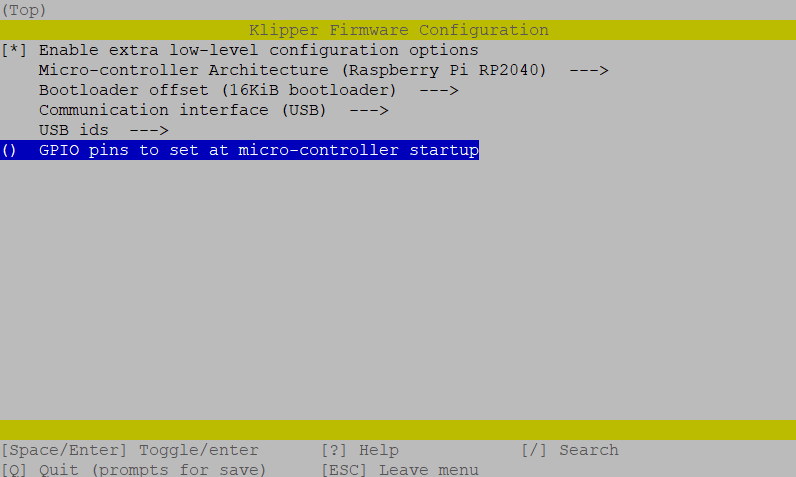 (Top)
Klipper Firmware Configuration
[*] Enable extra low-level configuration options
Micro-controller Architecture (Raspberry Pi RP2040)  --->
Bootloader offset (16KiB bootloader)  --->
Communication interface (USB)  --->
USB ids  --->
()  GPIO pins to set at micro-controller startup
[Space/Enter] Toggle/enter      [?] Help            [/] Search
[Q] Quit (prompts for save)     [ESC] Leave menu